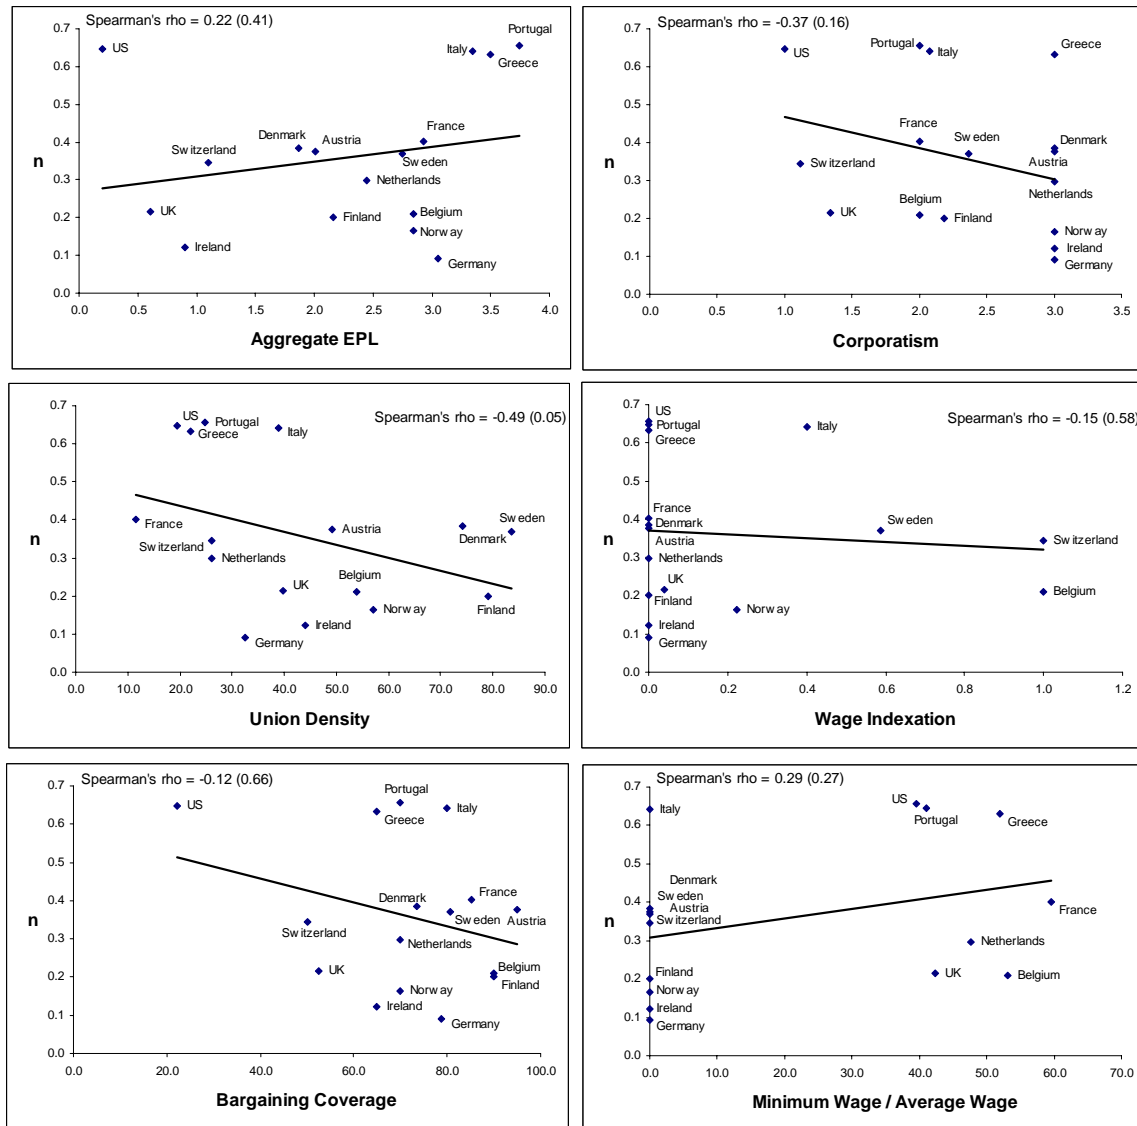 Spearman's rho = 0.22 (0.41)
0.7
0.6
0.5
0.4
0.3
0.2
0.1
0.0
n
US
Portugal
Italy
Greece
France
Denmark
Austria
Switzerland
Sweden
Netherlands
UK
Finland
Belgium
Norway
Ireland
Germany
0.0 0.5 1.0 1.5 2.0 2.5 3.0 3.5 4.0
Aggregate EPL
Spearman's rho = -0.37 (0.16)
0.7
0.6
0.5
0.4
0.3
0.2
0.1
0.0
n
US
Portugal
Italy
Greece
France
Sweden
Denmark
Austria
Switzerland
Netherlands
Belgium
UK
Finland
Norway
Ireland
Germany
0.0 0.5 1.0 1.5 2.0 2.5 3.0 3.5
Corporatism
Spearman's rho = -0.49 (0.05)
0.7
0.6
0.5
0.4
0.3
0.2
0.1
0.0
n
US
Portugal
Greece
Italy
France
Austria
Sweden
Denmark
Switzerland
Netherlands
UK
Belgium
Norway
Finland
Ireland
Germany
0.0 10.0 20.0 30.0 40.0 50.0 60.0 70.0 80.0 90.0
Union Density
Spearman's rho = -0.15 (0.58)
0.7
0.6
0.5
0.4
0.3
0.2
0.1
0.0
n
US
Portugal
Greece
Italy
France
Denmark
Austria
Sweden
Switzerland
Netherlands
UK
Finland
Norway
Belgium
Ireland
Germany
0.0 0.2 0.4 0.6 0.8 1.0 1.2
Wage Indexation
Spearman's rho = -0.12 (0.66)
0.7
0.6
0.5
0.4
0.3
0.2
0.1
0.0
n
US
Portugal
Greece
Italy
Denmark
France
Sweden
Austria
Switzerland
Netherlands
UK
Belgium
Finland
Norway
Ireland
Germany
0.0 20.0 40.0 60.0 80.0 100.0
Bargaining Coverage
Spearman's rho = 0.29 (0.27)
0.7
0.6
0.5
0.4
0.3
0.2
0.1
0.0
n
Italy
US
Portugal
Greece
Denmark
Sweden
Austria
Switzerland
France
Netherlands
Finland
UK
Belgium
Norway
Ireland
Germany
0.0 10.0 20.0 30.0 40.0 50.0 60.0 70.0
Minimum Wage / Average Wage